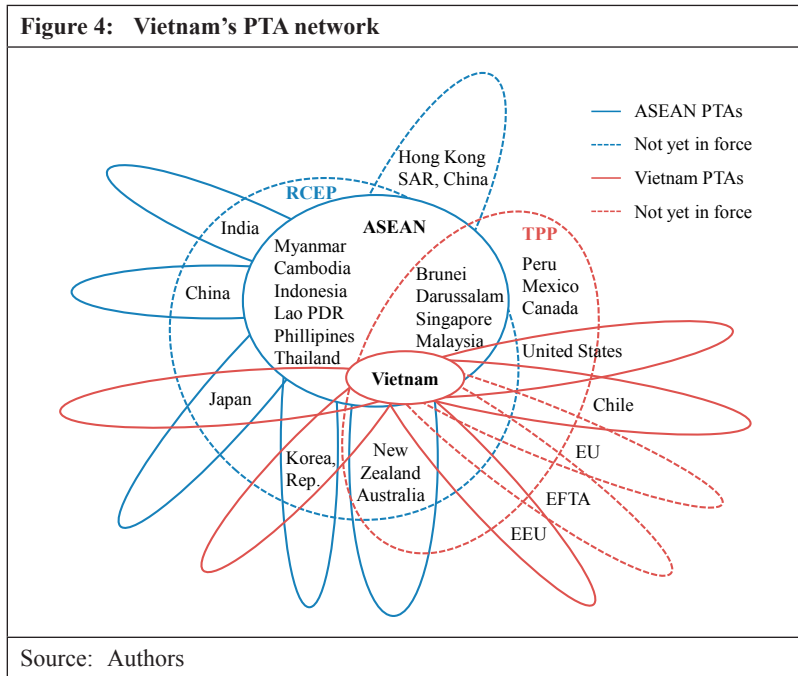 Figure 4: Vietnam's PTA network
ASEAN PTAs
Not yet in force
Vietnam PTAs
Not yet in force
Hong Kong
SAR, China
RCEP
ASEAN
TPP
India
Myanmar
Cambodia
Indonesia
Lao PDR
Phillipines
Thailand
Brunei
Darussalam
Singapore
Malaysia
Peru
Mexico
Canada
China
United States
Vietnam
Japan
Chile
Korea,
Rep.
New
Zealand
Australia
EU
EFTA
EEU
Source: Authors